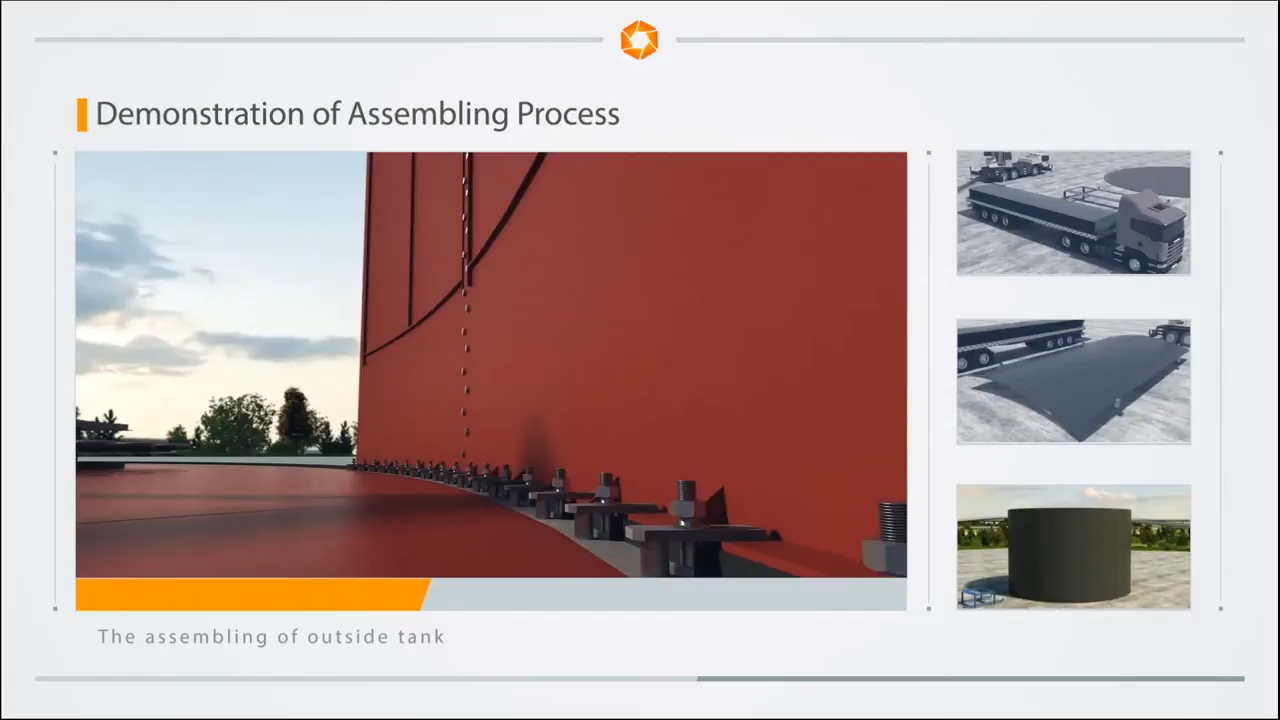 Demonstration of Assembling Process
The assembling of outside tank